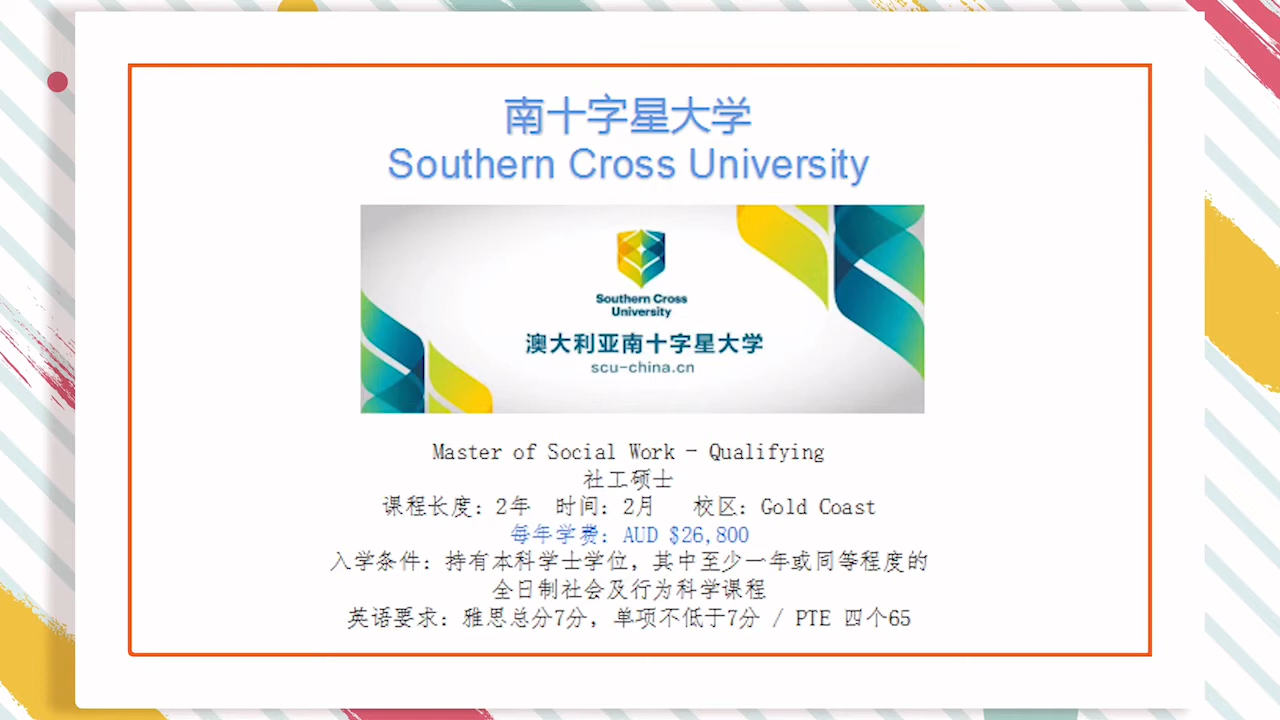 南十字星大学
Southern Cross University
Southern Cross
University
澳大利亚南十字星大学
scu-china.cn
Master of Social Work - Qualifying
社工硕士
课程长度：2年 时间：2月 校区：Gold Coast
每年学费：AUD $26,800
入学条件：持有本科学士学位，其中至少一年或同等程度的
全日制社会及行为科学课程
英语要求：雅思总分7分，单项不低于7分 / PTE 四个65